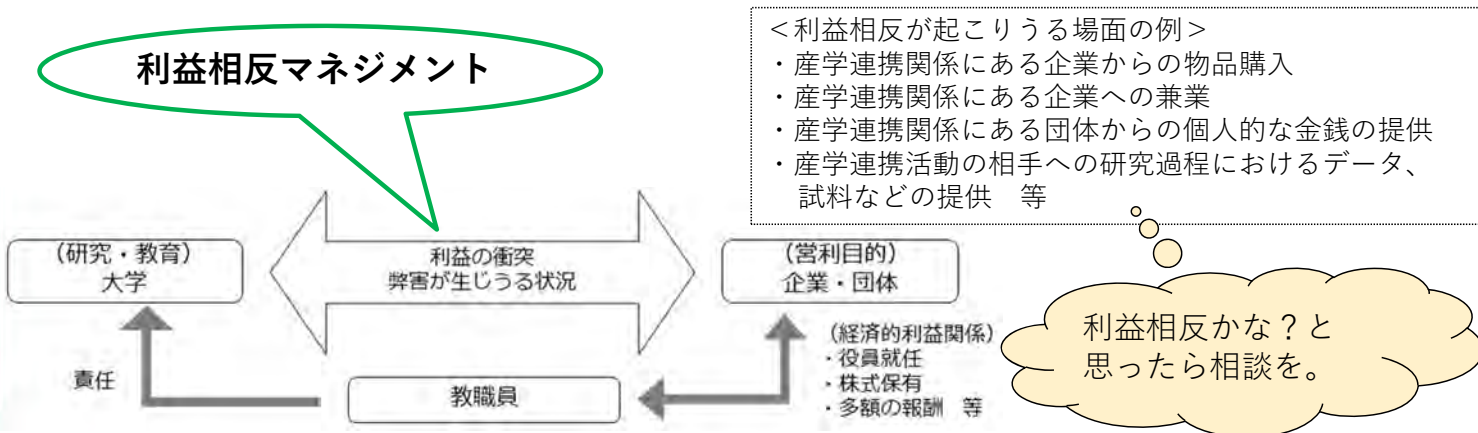 利益相反マネジメント
＜利益相反が起こりうる場面の例＞
・産学連携関係にある企業からの物品購入
・産学連携関係にある企業への兼業
・産学連携関係にある団体からの個人的な金銭の提供
・産学連携活動の相手への研究過程におけるデータ、
試料などの提供　等
（研究・教育）
大学
利益の衝突
弊害が生じうる状況
（営利目的）
企業・団体
利益相反かな？と
思ったら相談を。
責任
教職員
（経済的利益関係）
・役員就任
・株式保有
・多額の報酬　等